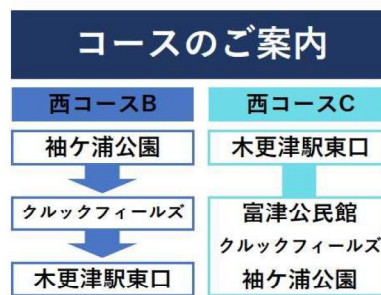 コースのご案内
西コースB
袖ケ浦公園
クルックフィールズ
木更津駅東口
西コースC
木更津駅東口
富津公民館
クルックフィールズ
袖ケ浦公園